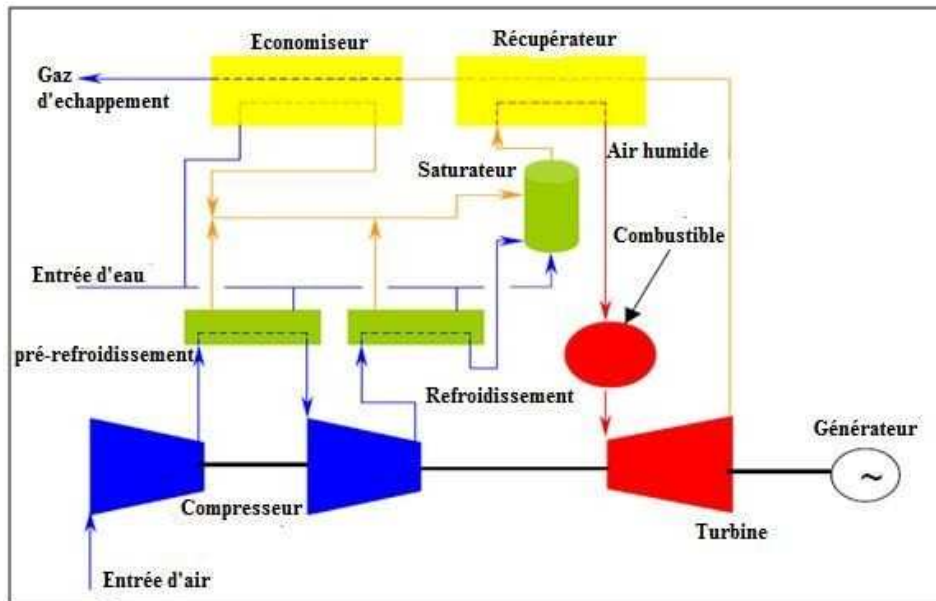 Economiseur
Récupérateur
Gaz
d'echappement
Air humide
Saturateur
Combustible
Entrée d'eau
pré-refroidissement
Refroidissement
Générateur
~
Compresseur
Turbine
Entrée d'air